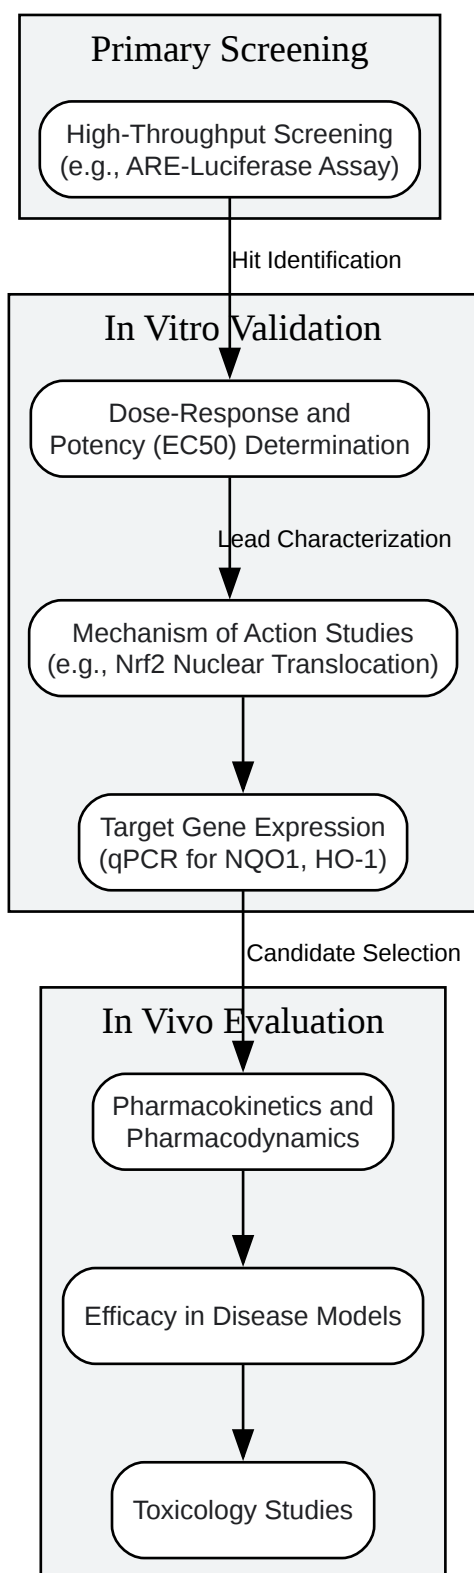 Primary Screening
High-Throughput Screening
(e.g., ARE-Luciferase Assay)
Hit Identification
In Vitro Validation
Dose-Response and
Potency (EC50) Determination
Lead Characterization
Mechanism of Action Studies
(e.g., Nrf2 Nuclear Translocation)
Target Gene Expression
(qPCR for NQO1, HO-1)
Candidate Selection
In Vivo Evaluation
Pharmacokinetics and
Pharmacodynamics
Efficacy in Disease Models
Toxicology Studies